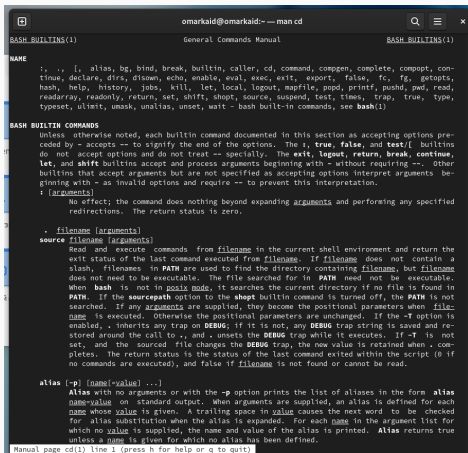 omarkaid@omarkaid:~ — man cd
BASH_BUILTINS(1) General Commands Manual BASH_BUILTINS(1)
NAME
:, ., [, alias, bg, bind, break, builtin, caller, cd, command, compgen, complete, compopt, con‐
tinue, declare, dirs, disown, echo, enable, eval, exec, exit, export, false, fc, fg, getopts,
hash, help, history, jobs, kill, let, local, logout, mapfile, popd, printf, pushd, pwd, read,
readarray, readonly, return, set, shift, shopt, source, suspend, test, times, trap, true, type,
typeset, ulimit, umask, unalias, unset, wait - bash built-in commands, see bash(1)
BASH BUILTIN COMMANDS
Unless otherwise noted, each builtin command documented in this section as accepting options pre‐
ceded by - accepts -- to signify the end of the options. The :, true, false, and test/[ builtins
do not accept options and do not treat -- specially. The exit, logout, return, break, continue,
let, and shift builtins accept and process arguments beginning with - without requiring --. Other
builtins that accept arguments but are not specified as accepting options interpret arguments be‐
ginning with - as invalid options and require -- to prevent this interpretation.
: [arguments]
No effect; the command does nothing beyond expanding arguments and performing any specified
redirections. The return status is zero.
. filename [arguments]
source filename [arguments]
Read and execute commands from filename in the current shell environment and return the
exit status of the last command executed from filename. If filename does not contain a
slash, filenames in PATH are used to find the directory containing filename, but filename
does not need to be executable. The file searched for in PATH need not be executable.
When bash is not in posix mode, it searches the current directory if no file is found in
PATH. If the sourcepath option to the shopt builtin command is turned off, the PATH is not
searched. If any arguments are supplied, they become the positional parameters when file‐
name is executed. Otherwise the positional parameters are unchanged. If the -T option is
enabled, . inherits any trap on DEBUG; if it is not, any DEBUG trap string is saved and re‐
stored around the call to ., and . unsets the DEBUG trap while it executes. If -T is not
set, and the sourced file changes the DEBUG trap, the new value is retained when . com‐
pletes. The return status is the status of the last command exited within the script (0 if
no commands are executed), and false if filename is not found or cannot be read.
alias [-p] [name[=value] ...]
Alias with no arguments or with the -p option prints the list of aliases in the form alias
name=value on standard output. When arguments are supplied, an alias is defined for each
name whose value is given. A trailing space in value causes the next word to be checked
for alias substitution when the alias is expanded. For each name in the argument list for
which no value is supplied, the name and value of the alias is printed. Alias returns true
unless a name is given for which no alias has been defined.
Manual page cd(1) line 1 (press h for help or q to quit)